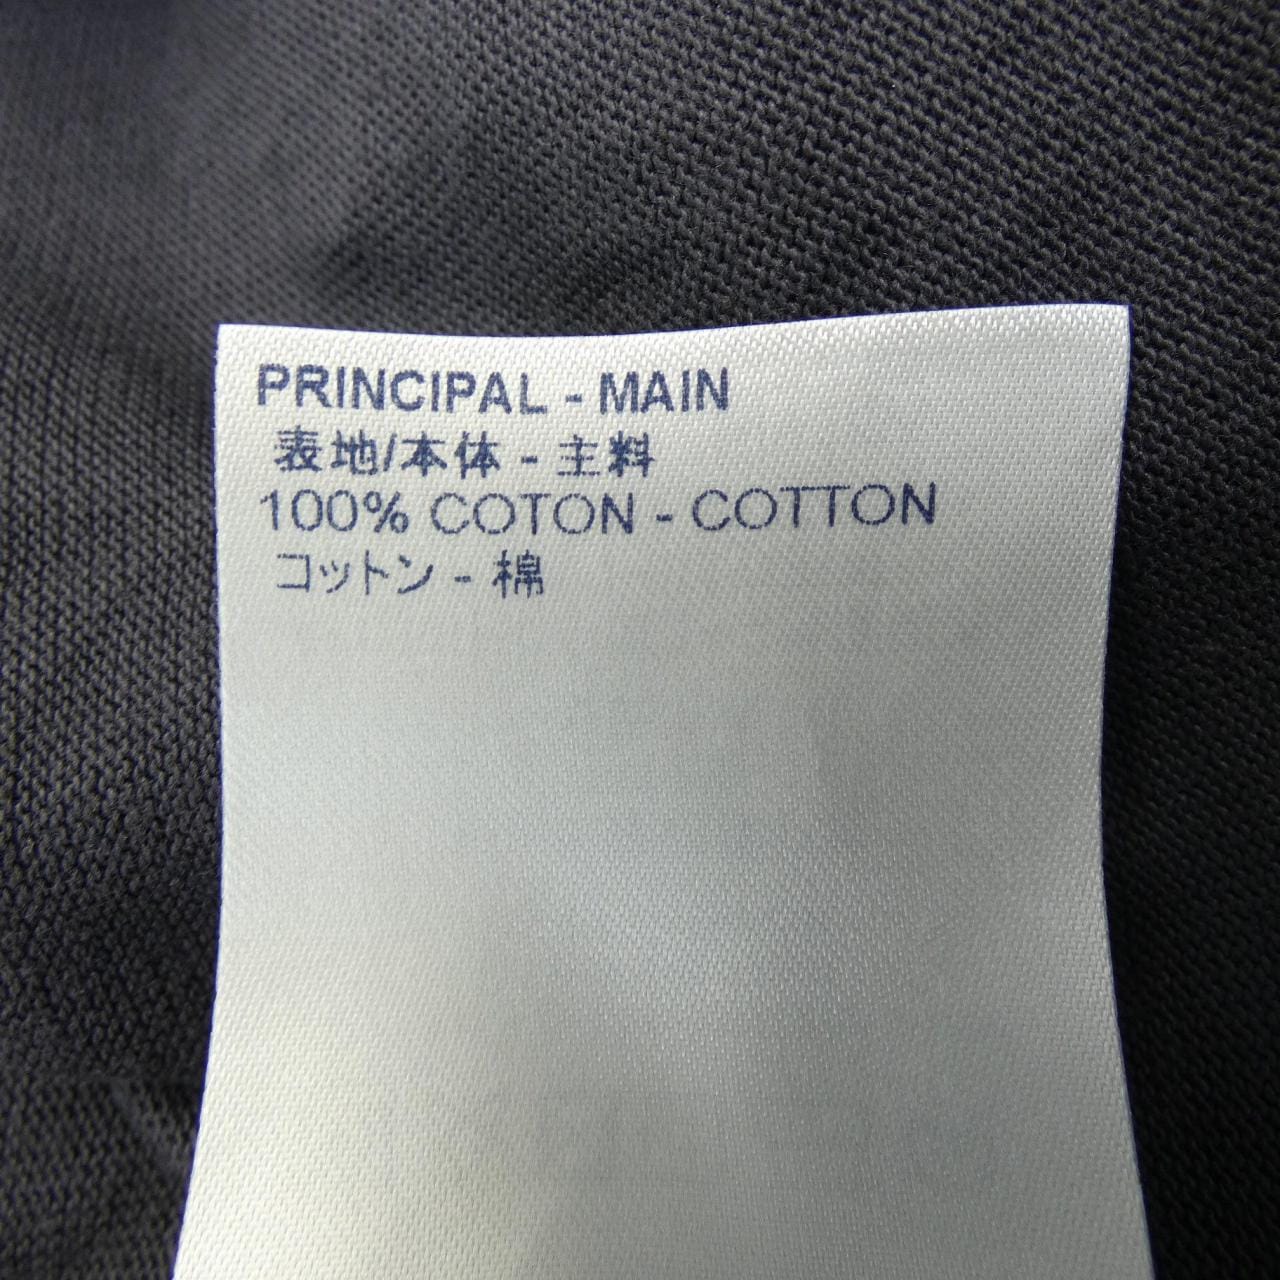 PRINCIPAL - MAIN
表地/本体 - 主料
100% COTON - COTTON
コットン - 棉